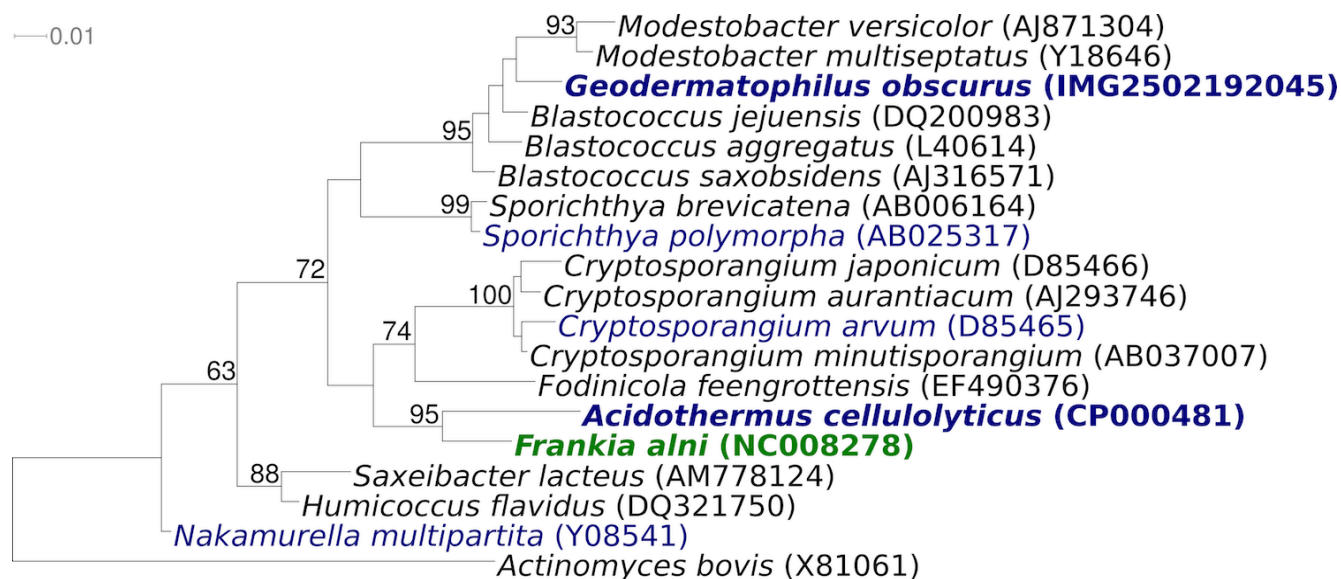 0.01
93
Modestobacter versicolor (AJ871304)
Modestobacter multiseptatus (Y18646)
Geodermatophilus obscurus (IMG2502192045)
Blastococcus jejuensis (DQ200983)
95
Blastococcus aggregatus (L40614)
Blastococcus saxobsidens (AJ316571)
99
Sporichthya brevicatena (AB006164)
Sporichthya polymorpha (AB025317)
72
Cryptosporangium japonicum (D85466)
100
Cryptosporangium aurantiacum (AJ293746)
Cryptosporangium arvum (D85465)
74
Cryptosporangium minutisporangium (AB037007)
63
Fodinicola feengrottensis (EF490376)
95
Acidothermus cellulolyticus (CP000481)
Frankia alni (NC008278)
88
Saxeibacter lacteus (AM778124)
Humicoccus flavidus (DQ321750)
Nakamurella multipartita (Y08541)
Actinomyces bovis (X81061)